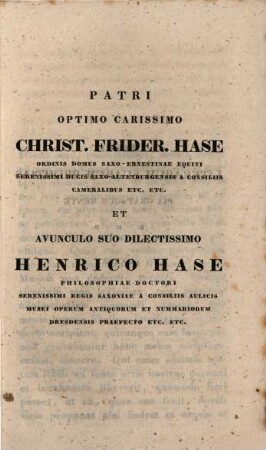 PATRI
OPTIMO CARISSIMO
CHRIST. FRIDER. HASE
ORDINIS DOMUS SAXO-ERNESTINAE EQUITI
SERENISSIMI DUCIS SAXO-ALTENBURGENSIS A CONSILIIS
CAMERALIBUS ETC. ETC.
ET
AVUNCULO SUO DILECTISSIMO
HENRICO HASE
PHILOSOPHIAE DOCTORI
SERENISSIMI REGIS SAXONIAE A CONSILIIS AULICIS
MUSEI OPERUM ANTIQUORUM ET NUMMARIORUM
DRESDENSIS PRAEFECTO ETC. ETC.